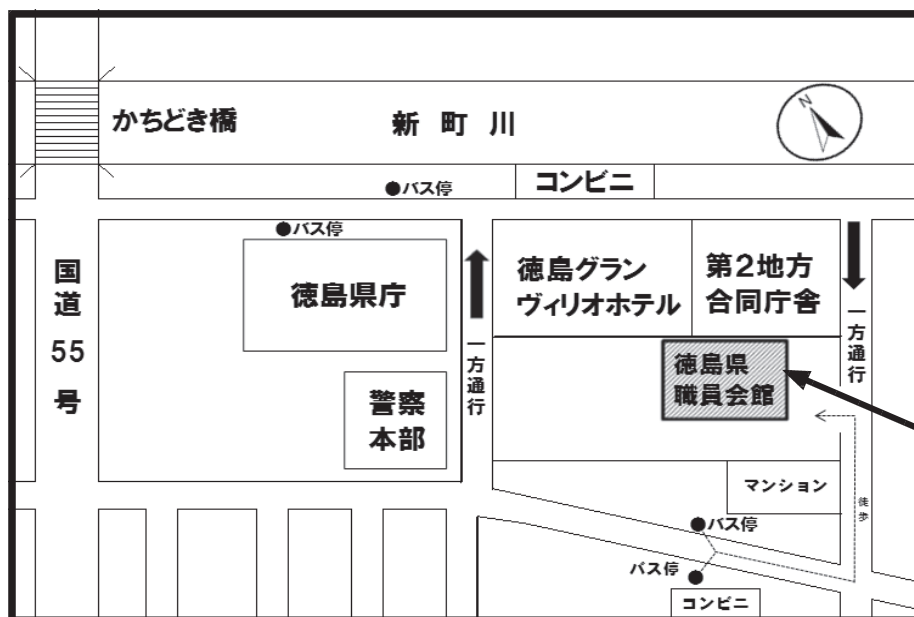 N
かちどき橋
新町川
コンビニ
バス停
バス停
国道55号
徳島県庁
一方通行
徳島グラン
ヴィリオホテル
第2地方
合同庁舎
一方通行
徳島県
職員会館
警察
本部
マンション
徒歩
バス停
バス停
コンビニ